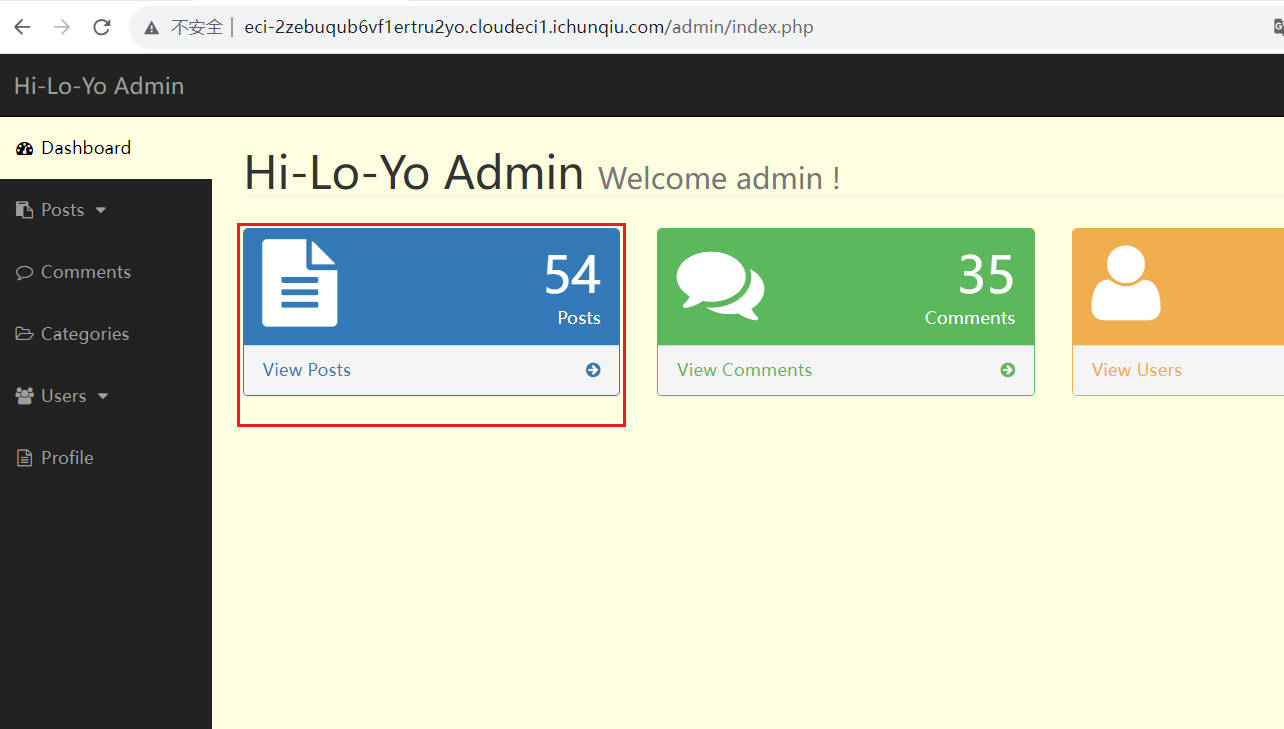 不安全 eci-2zebuqub6vf1ertru2yo.cloudeci1.ichunqiu.com/admin/index.php
Hi-Lo-Yo Admin
Dashboard
Posts
Comments
Categories
Users
Profile
Hi-Lo-Yo Admin Welcome admin !
54
Posts
View Posts
35
Comments
View Comments
View Users